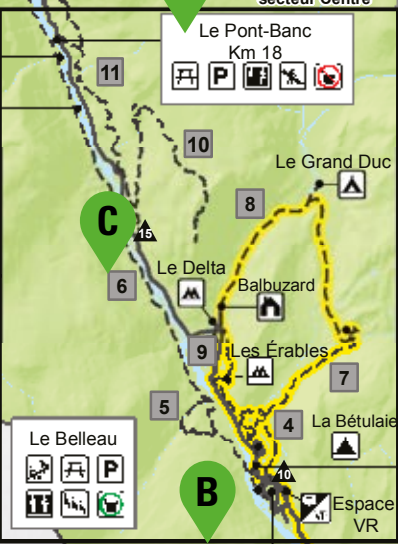 secteur Centre
Le Pont-Banc
Km 18
P
11
10
Le Grand Duc
8
C
15
6
Le Delta
Balbuzard
9
Les Érables
7
5
4
La Bétulaie
Le Belleau
P
10
B
Espace
VR